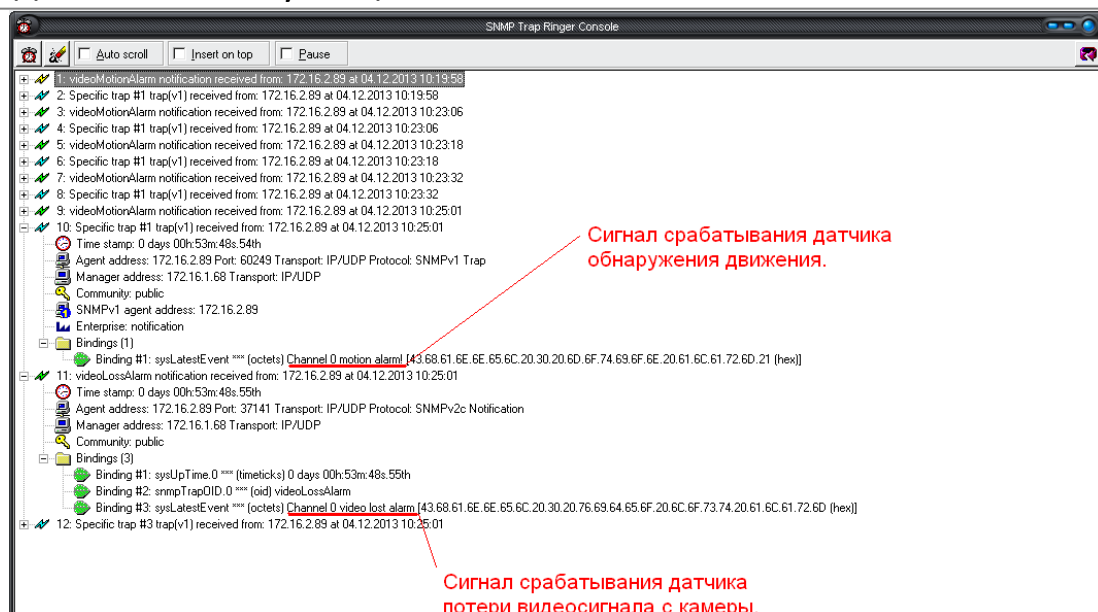 SNMP Trap Ringer Console
Auto scroll Insert on top Pause
1: videoMotionAlarm notification received from: 172.16.2.89 at 04.12.2013 10:19:58
2: Specific trap #1 trap(v1) received from: 172.16.2.89 at 04.12.2013 10:19:58
3: videoMotionAlarm notification received from: 172.16.2.89 at 04.12.2013 10:23:06
4: Specific trap #1 trap(v1) received from: 172.16.2.89 at 04.12.2013 10:23:06
5: videoMotionAlarm notification received from: 172.16.2.89 at 04.12.2013 10:23:18
6: Specific trap #1 trap(v1) received from: 172.16.2.89 at 04.12.2013 10:23:18
7: videoMotionAlarm notification received from: 172.16.2.89 at 04.12.2013 10:23:32
8: Specific trap #1 trap(v1) received from: 172.16.2.89 at 04.12.2013 10:23:32
9: videoMotionAlarm notification received from: 172.16.2.89 at 04.12.2013 10:25:01
10: Specific trap #1 trap(v1) received from: 172.16.2.89 at 04.12.2013 10:25:01
Time stamp: 0 days 00h:53m:48s.54th
Agent address: 172.16.2.89 Port: 60249 Transport: IP/UDP Protocol: SNMPv1 Trap
Manager address: 172.16.1.68 Transport: IP/UDP
Community: public
SNMPv1 agent address: 172.16.2.89
Enterprise: notification
Bindings (1)
Binding #1: sysLatestEvent *** (octets) Channel 0 motion alarm! [43.68.61.6E.6E.65.6C.20.30.20.6D.6F.74.69.6F.6E.20.61.6C.61.72.6D.21 (hex)]
Сигнал срабатывания датчика
обнаружения движения.
11: videoLossAlarm notification received from: 172.16.2.89 at 04.12.2013 10:25:01
Time stamp: 0 days 00h:53m:48s.55th
Agent address: 172.16.2.89 Port: 37141 Transport: IP/UDP Protocol: SNMPv2c Notification
Manager address: 172.16.1.68 Transport: IP/UDP
Community: public
Bindings (3)
Binding #1: sysUpTime.0 *** (timeticks) 0 days 00h:53m:48s.55th
Binding #2: snmpTrapOID.0 *** (oid) videoLossAlarm
Binding #3: sysLatestEvent *** (octets) Channel 0 video lost alarm [43.68.61.6E.6E.65.6C.20.30.20.76.69.64.65.6F.20.6C.6F.73.74.20.61.6C.61.72.6D (hex)]
12: Specific trap #3 trap(v1) received from: 172.16.2.89 at 04.12.2013 10:25:01
Сигнал срабатывания датчика
потери видеосигнала с камеры.